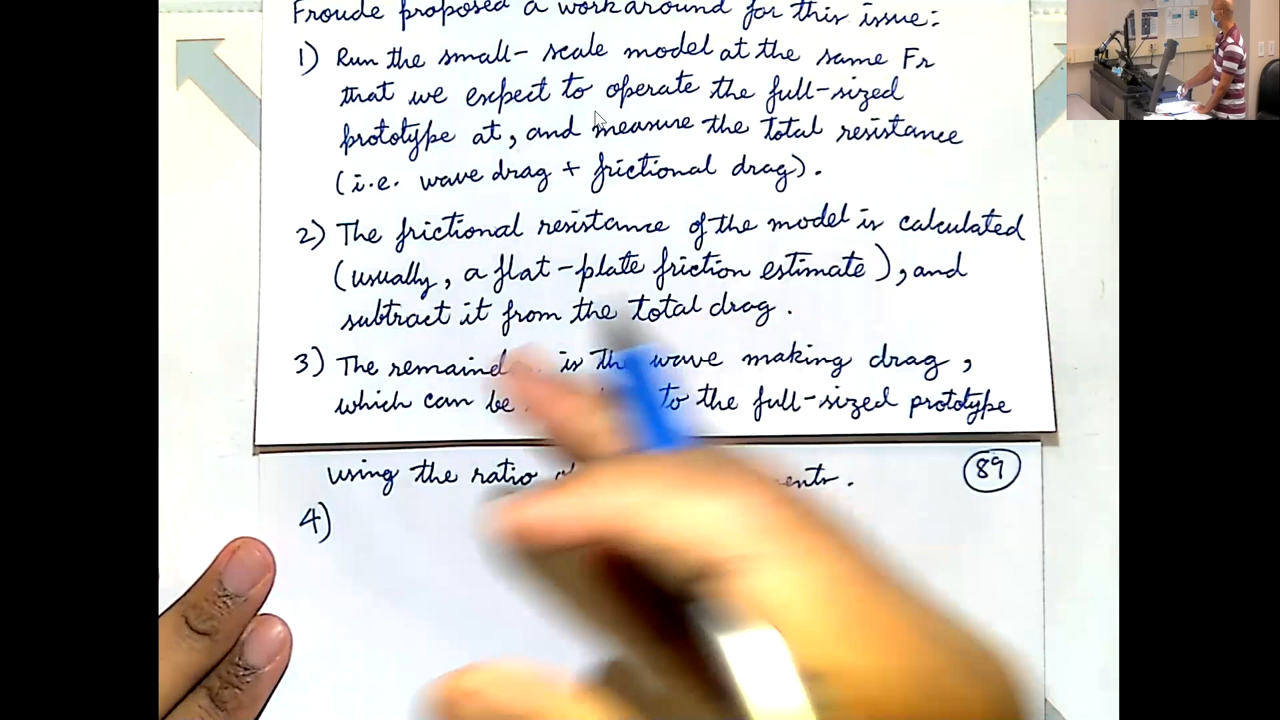 Froude proposed a workaround for this issue:
1) Run the small-scale model at the same Fr
that we expect to operate the full-sized
prototype at, and measure the total resistance
(i.e. wave drag + frictional drag).
2) The frictional resistance of the model is calculated
(usually, a flat-plate friction estimate), and
subtract it from the total drag.
3) The remainder is the wave making drag,
which can be to the full-sized prototype
using the ratio
89
4)